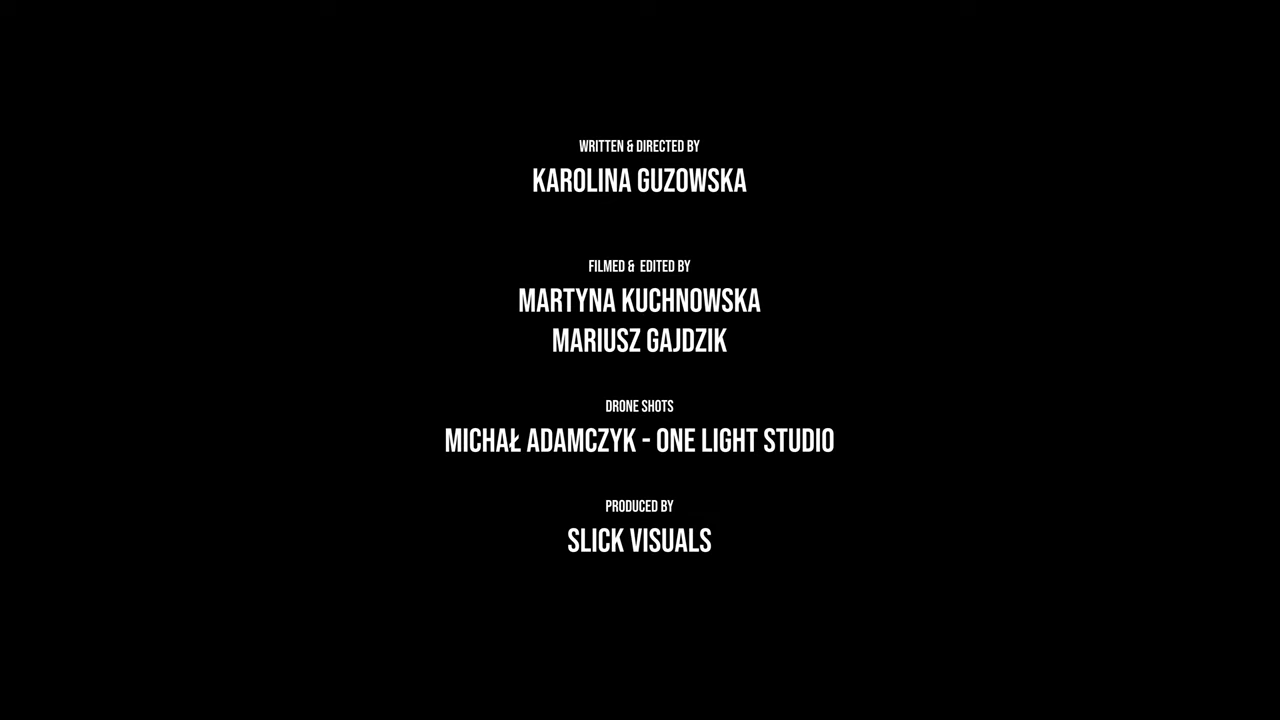 WRITTEN & DIRECTED BY
KAROLINA GUZOWSKA
FILMED & EDITED BY
MARTYNA KUCHNOWSKA
MARIUSZ GAJDZIK
DRONE SHOTS
MICHAŁ ADAMCZYK - ONE LIGHT STUDIO
PRODUCED BY
SLICK VISUALS